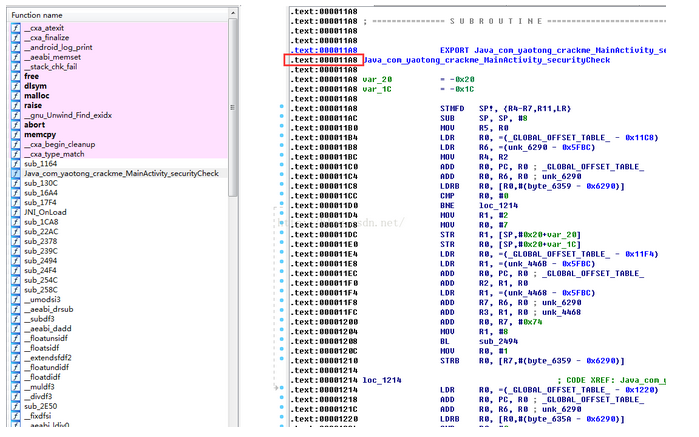 Function name
__cxa_atexit
__cxa_finalize
__android_log_print
__aeabi_memset
__stack_chk_fail
free
dlsym
malloc
raise
__gnu_Unwind_Find_exidx
abort
memcpy
__cxa_begin_cleanup
__cxa_type_match
sub_1164
Java_com_yaotong_crackme_MainActivity_securityCheck
sub_130C
sub_16A4
sub_17F4
JNI_OnLoad
sub_1CA8
sub_22AC
sub_2378
sub_239C
sub_2494
sub_24F4
sub_254C
sub_258C
__umodsi3
__aeabi_drsub
__subdf3
__aeabi_dadd
__floatunsidf
__floatsidf
__extendsfdf2
__floatundidf
__floatdidf
__muldf3
__divdf3
sub_2E50
__fixdfsi
__aeabi_ldiv0
.text:000011A8
.text:000011A8 ; =============== S U B R O U T I N E =======================
.text:000011A8
.text:000011A8
.text:000011A8 EXPORT Java_com_yaotong_crackme_MainActivity_se
.text:000011A8 Java_com_yaotong_crackme_MainActivity_securityCheck
.text:000011A8
.text:000011A8 var_20 = -0x20
.text:000011A8 var_1C = -0x1C
.text:000011A8
.text:000011A8 STMFD SP!, {R4-R7,R11,LR}
.text:000011AC SUB SP, SP, #8
.text:000011B0 MOV R5, R0
.text:000011B4 LDR R0, =(_GLOBAL_OFFSET_TABLE_ - 0x11C8)
.text:000011B8 LDR R6, =(unk_6290 - 0x5FBC)
.text:000011BC MOV R4, R2
.text:000011C0 ADD R0, PC, R0 ; _GLOBAL_OFFSET_TABLE_
.text:000011C4 ADD R0, R6, R0 ; unk_6290
.text:000011C8 LDRB R0, [R0,#(byte_6359 - 0x6290)]
.text:000011CC CMP R0, #0
.text:000011D0 BNE loc_1214
.text:000011D4 MOV R1, #2
.text:000011D8 MOV R0, #7
.text:000011DC STR R1, [SP,#0x20+var_20]
.text:000011E0 STR R0, [SP,#0x20+var_1C]
.text:000011E4 LDR R0, =(_GLOBAL_OFFSET_TABLE_ - 0x11F4)
.text:000011E8 LDR R1, =(unk_446B - 0x5FBC)
.text:000011EC ADD R0, PC, R0 ; _GLOBAL_OFFSET_TABLE_
.text:000011F0 ADD R2, R1, R0
.text:000011F4 LDR R1, =(unk_4468 - 0x5FBC)
.text:000011F8 ADD R7, R6, R0 ; unk_6290
.text:000011FC ADD R3, R1, R0 ; unk_4468
.text:00001200 ADD R0, R7, #0x74
.text:00001204 MOV R1, #8
.text:00001208 BL sub_2494
.text:0000120C MOV R0, #1
.text:00001210 STRB R0, [R7,#(byte_6359 - 0x6290)]
.text:00001214
.text:00001214 loc_1214 ; CODE XREF: Java_com_y
.text:00001214 LDR R0, =(_GLOBAL_OFFSET_TABLE_ - 0x1220)
.text:00001218 ADD R0, PC, R0 ; _GLOBAL_OFFSET_TABLE_
.text:0000121C ADD R0, R6, R0 ; unk_6290
.text:00001220 LDRB R0, [R0,#(byte_635A - 0x6290)]